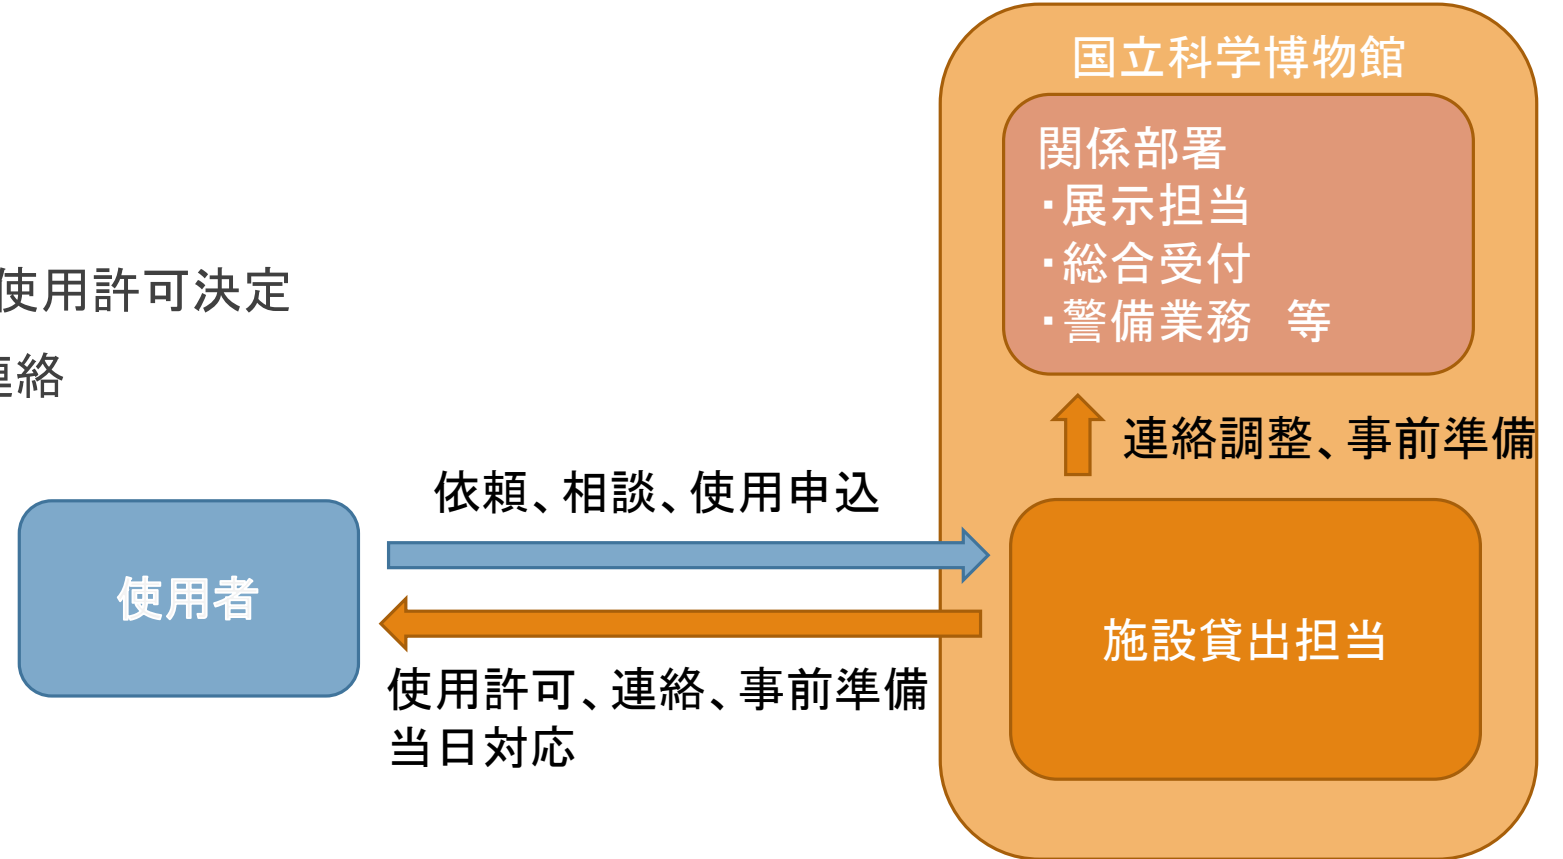 国立科学博物館
関係部署
・展示担当
・総合受付
・警備業務　等
使用許可決定
連絡
連絡調整、事前準備
依頼、相談、使用申込
使用者
施設貸出担当
使用許可、連絡、事前準備
当日対応